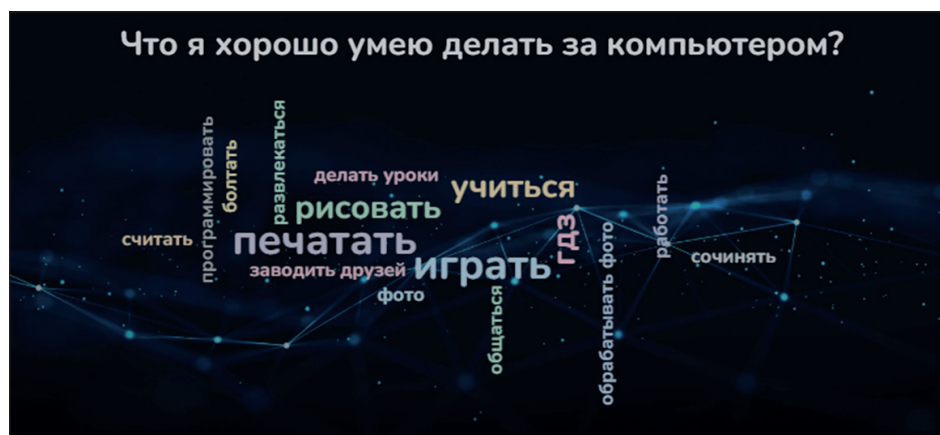 Что я хорошо умею делать за компьютером?
программировать
болтать
развлекаться
делать уроки
учиться
рисовать
работать
считать
печатать
ГДЗ
заводить друзей
играть
обрабатывать фото
сочинять
фото
общаться